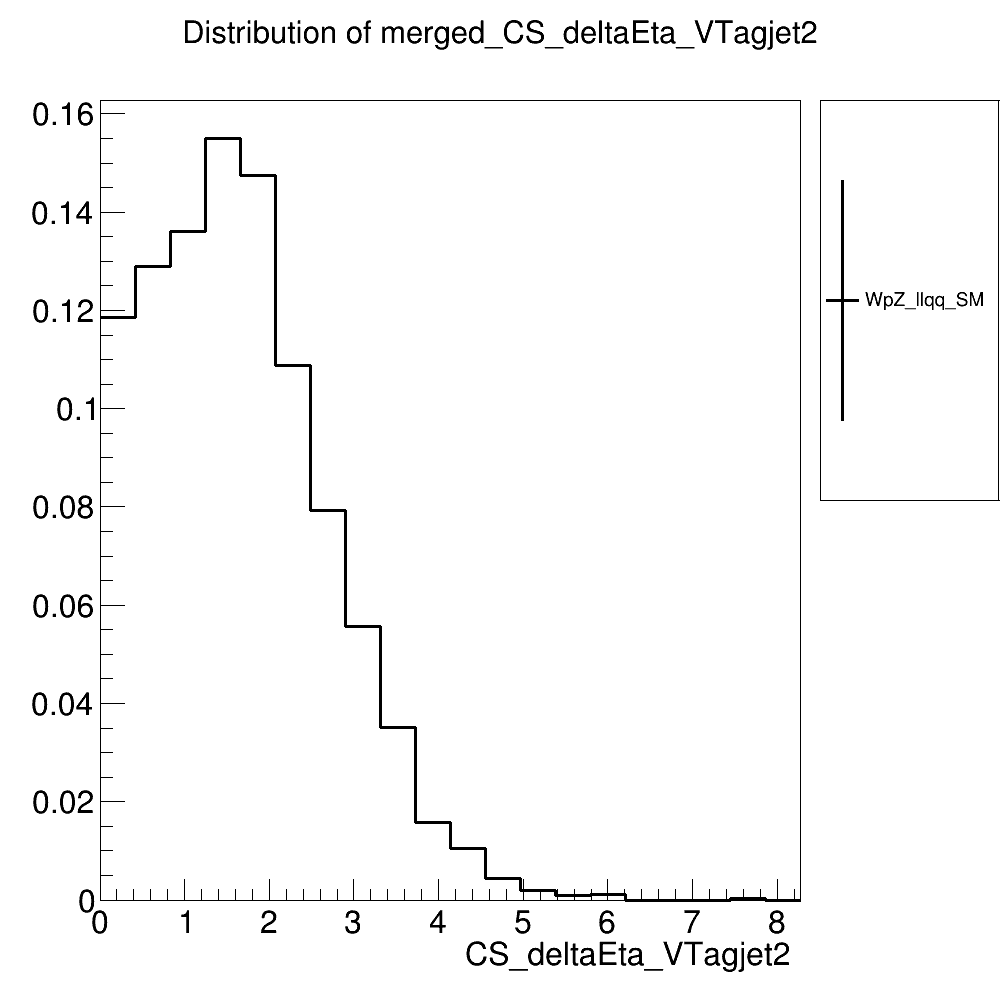 Distribution of merged_CS_deltaEta_VTagjet2
0.16
0.14
0.12
0.1
0.08
0.06
0.04
0.02
0
0 1 2 3 4 5 6 7 8
CS_deltaEta_VTagjet2
WpZ_llqq_SM